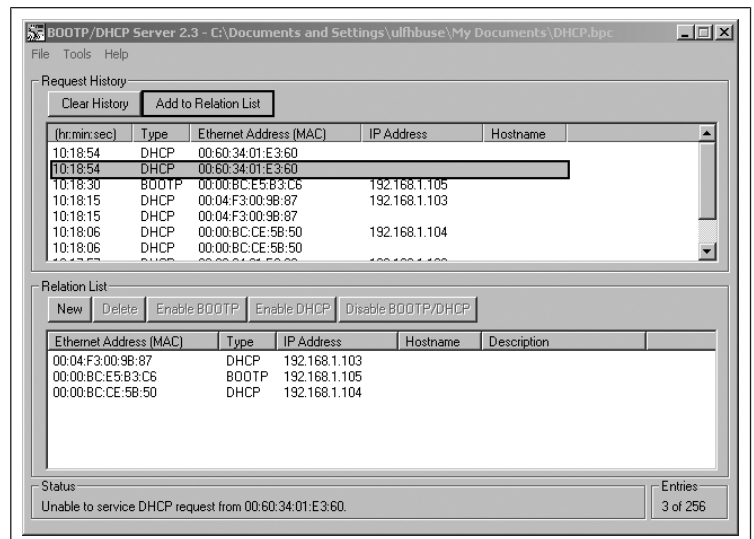 BOOTP/DHCP Server 2.3 - C:\Documents and Settings\ulfhbuse\My Documents\DHCP.bpc
File Tools Help
Request History
Clear History Add to Relation List
(hr:min:sec) Type Ethernet Address (MAC) IP Address Hostname
10:18:54 DHCP 00:60:34:01:E3:60
10:18:54 DHCP 00:60:34:01:E3:60
10:18:30 BOOTP 00:00:BC:E5:B3:C6 192.168.1.105
10:18:15 DHCP 00:04:F3:00:9B:87 192.168.1.103
10:18:15 DHCP 00:04:F3:00:9B:87
10:18:06 DHCP 00:00:BC:CE:5B:50 192.168.1.104
10:18:06 DHCP 00:00:BC:CE:5B:50
Relation List
New Delete Enable BOOTP Enable DHCP Disable BOOTP/DHCP
Ethernet Address (MAC) Type IP Address Hostname Description
00:04:F3:00:9B:87 DHCP 192.168.1.103
00:00:BC:E5:B3:C6 BOOTP 192.168.1.105
00:00:BC:CE:5B:50 DHCP 192.168.1.104
Status
Unable to service DHCP request from 00:60:34:01:E3:60.
Entries
3 of 256